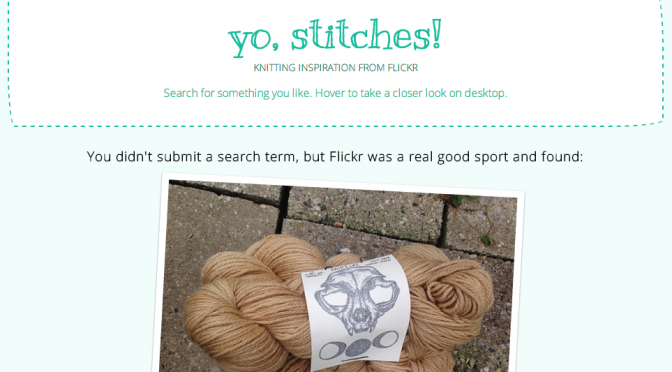 yo, stitches!
KNITTING INSPIRATION FROM FLICKR
Search for something you like. Hover to take a closer look on desktop.
You didn't submit a search term, but Flickr was a real good sport and found: